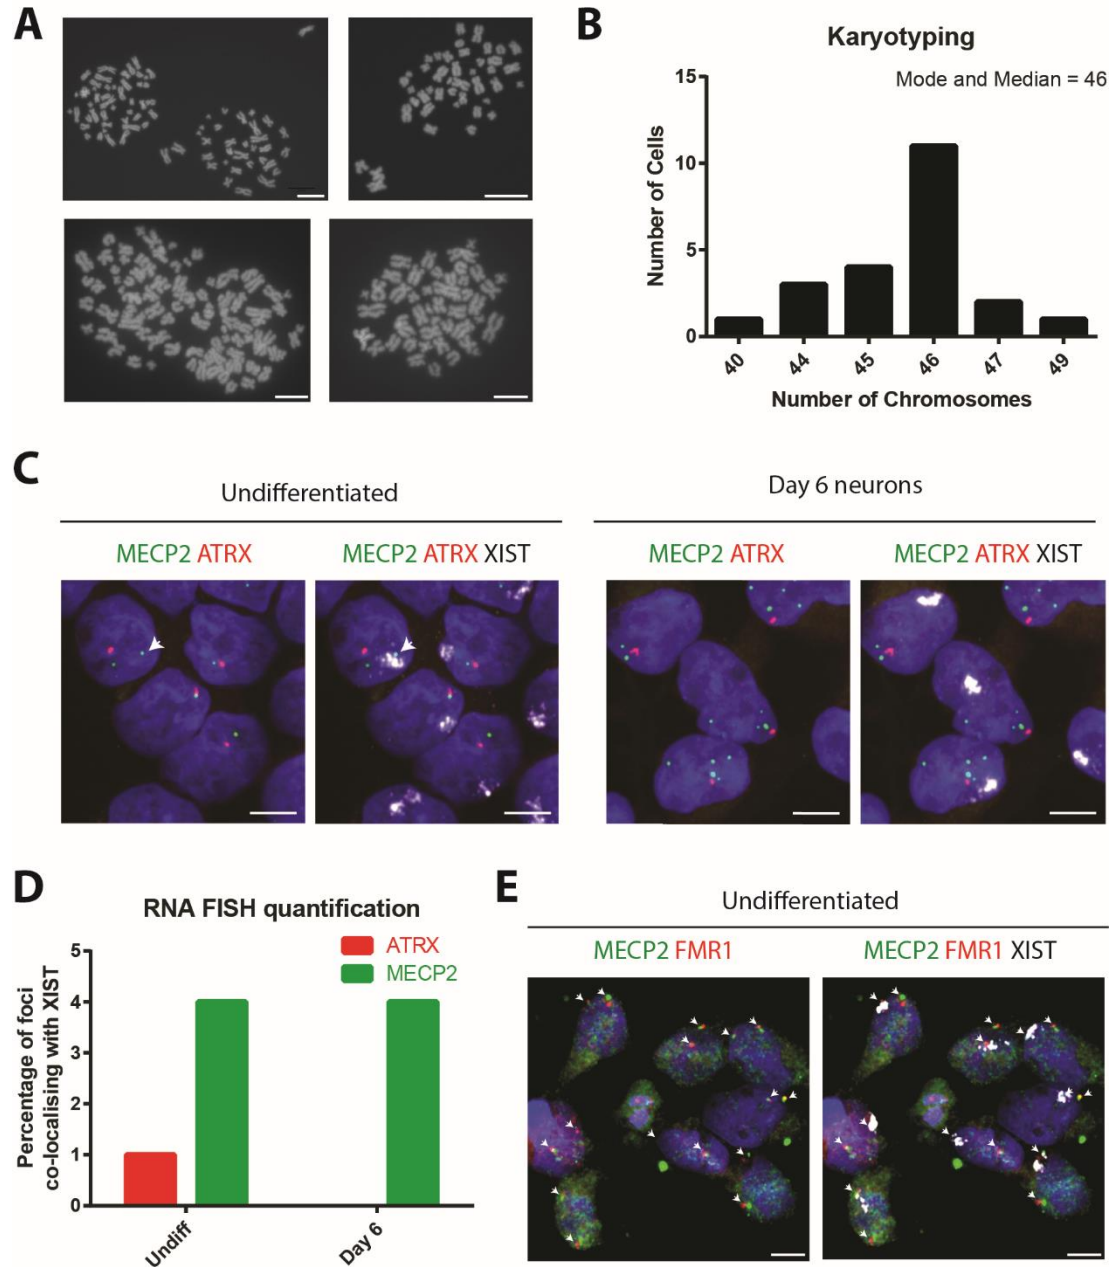 A
B
Karyotyping
Mode and Median = 46
15
10
5
0
Number of Cells
40
44
45
46
47
49
Number of Chromosomes
C
Undifferentiated
Day 6 neurons
MECP2 ATRX
MECP2 ATRX XIST
MECP2 ATRX
MECP2 ATRX XIST
D
RNA FISH quantification
ATRX
MECP2
5
4
3
2
1
0
Percentage of foci
co-localising with XIST
Undiff
Day 6
E
Undifferentiated
MECP2 FMR1
MECP2 FMR1 XIST